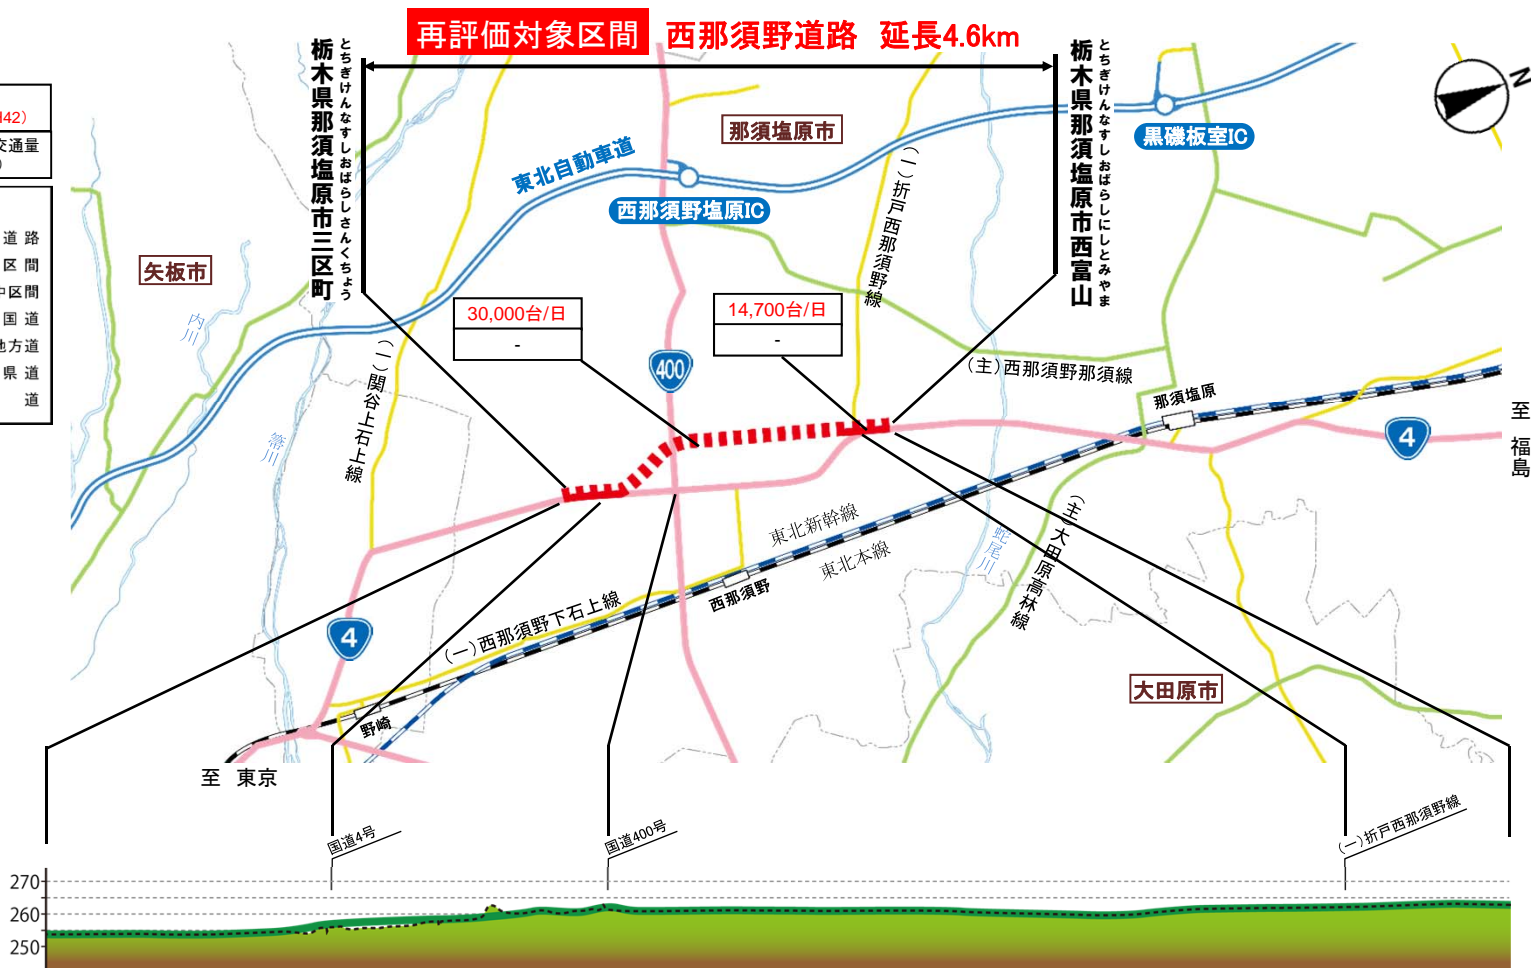 再評価対象区間 西那須野道路 延長4.6km
とちぎけんなすしおばらしさんくちょう
栃木県那須塩原市三区町
とちぎけんなすしおばらしにしとみやま
栃木県那須塩原市西富山
N
H42)
交通量
)
道路
区間
中区間
国道
地方道
県道
道
那須塩原市
黒磯板室IC
東北自動車道
西那須野塩原IC
(一)折戸西那須野線
矢板市
内川
箒川
(一)関谷上石上線
30,000台/日
-
14,700台/日
-
400
(主)西那須野那須線
那須塩原
4
至 福島
東北新幹線
東北本線
蛇尾川
(主)大田原高林線
西那須野
(一)西那須野下石上線
4
野崎
大田原市
至 東京
国道4号
国道400号
(一)折戸西那須野線
270
260
250